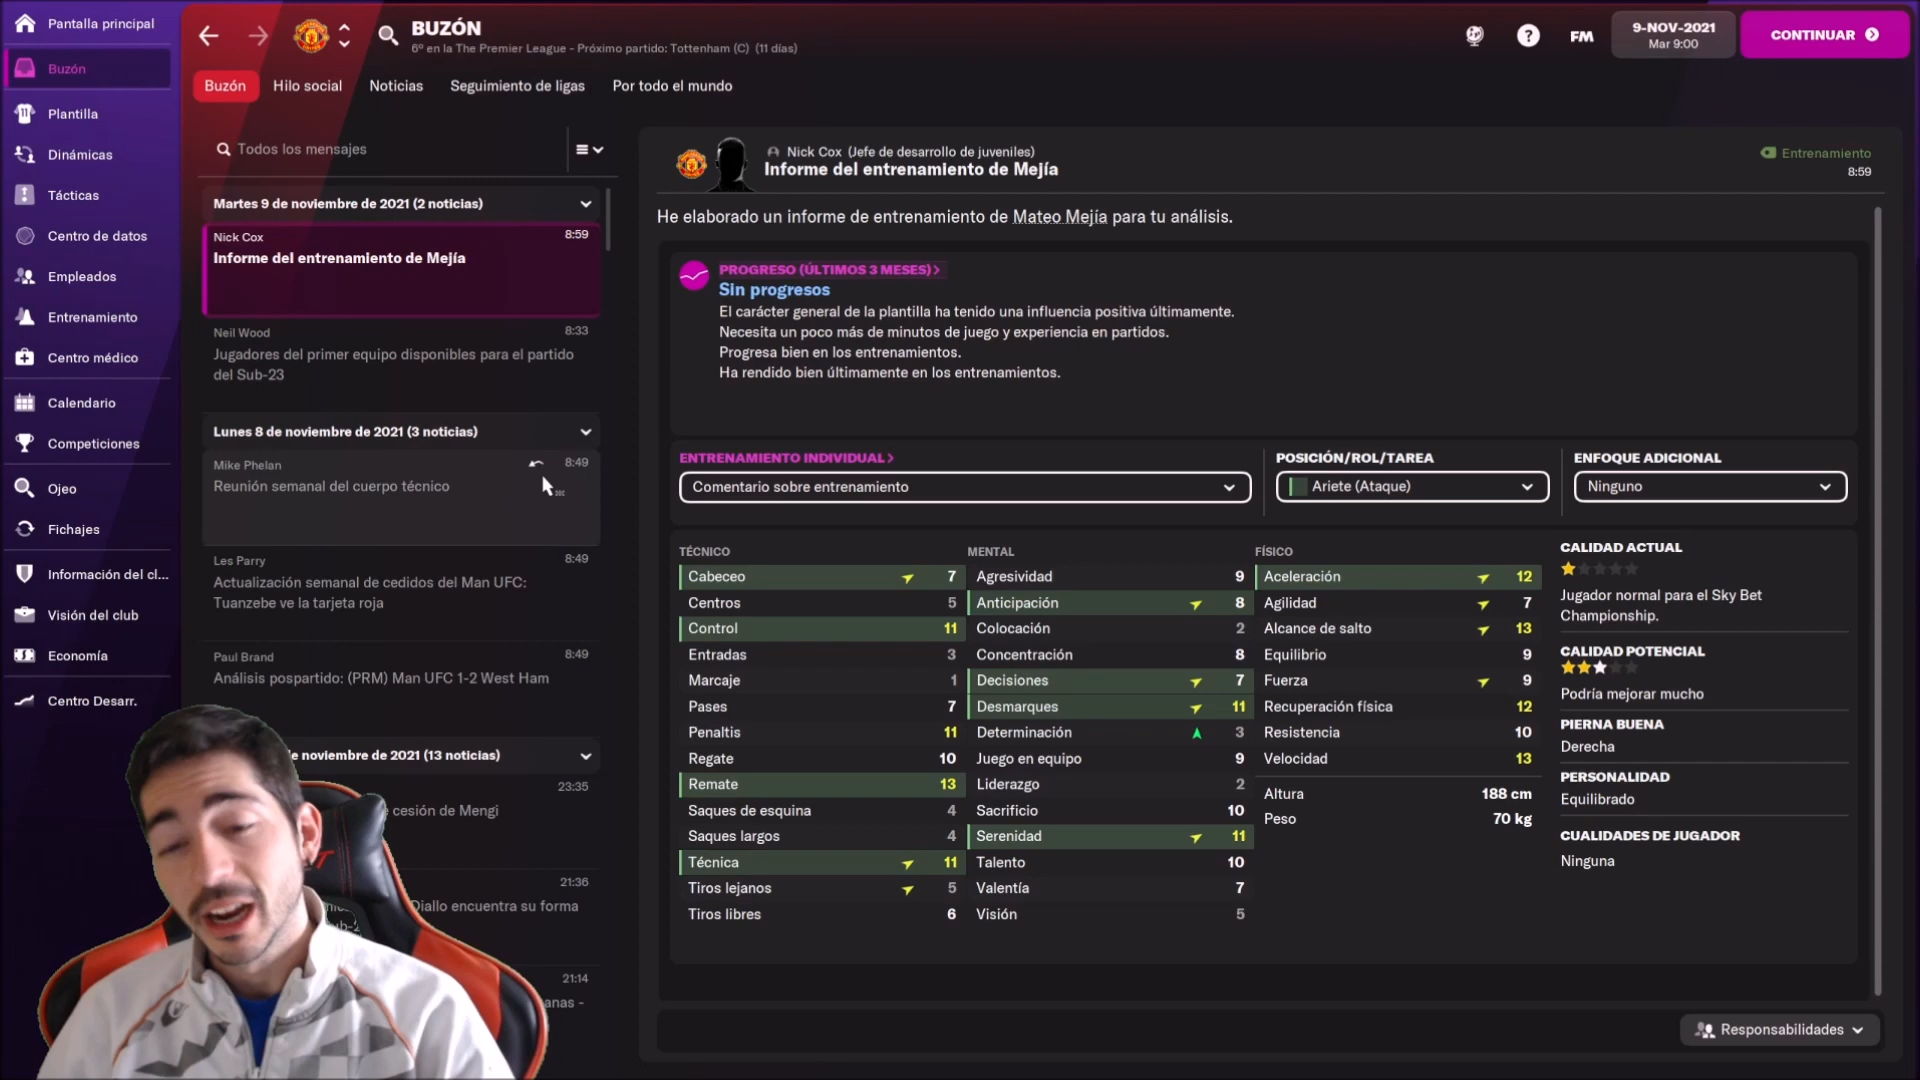 Pantalla principal
Buzón
Plantilla
Dinámicas
Tácticas
Centro de datos
Empleados
Entrenamiento
Centro médico
Calendario
Competiciones
Ojeo
Fichajes
Información del cl...
Visión del club
Economía
Centro Desarr.
BUZÓN
6º en la The Premier League - Próximo partido: Tottenham (C) (11 días)
FM
9-NOV-2021
Mar 9:00
CONTINUAR
Buzón
Hilo social
Noticias
Seguimiento de ligas
Por todo el mundo
Todos los mensajes
Martes 9 de noviembre de 2021 (2 noticias)
Nick Cox 8:59
Informe del entrenamiento de Mejía
Neil Wood 8:33
Jugadores del primer equipo disponibles para el partido
del Sub-23
Lunes 8 de noviembre de 2021 (3 noticias)
Mike Phelan 8:49
Reunión semanal del cuerpo técnico
Les Parry 8:49
Actualización semanal de cedidos del Man UFC:
Tuanzebe ve la tarjeta roja
Paul Brand 8:49
Análisis pospartido: (PRM) Man UFC 1-2 West Ham
e noviembre de 2021 (13 noticias)
23:35
cesión de Mengi
21:36
Diallo encuentra su forma
21:14
anas -
Nick Cox (Jefe de desarrollo de juveniles)
Informe del entrenamiento de Mejía
Entrenamiento
8:59
He elaborado un informe de entrenamiento de Mateo Mejía para tu análisis.
PROGRESO (ÚLTIMOS 3 MESES)>
Sin progresos
El carácter general de la plantilla ha tenido una influencia positiva últimamente.
Necesita un poco más de minutos de juego y experiencia en partidos.
Progresa bien en los entrenamientos.
Ha rendido bien últimamente en los entrenamientos.
ENTRENAMIENTO INDIVIDUAL>
Comentario sobre entrenamiento
POSICIÓN/ROL/TAREA
Ariete (Ataque)
ENFOQUE ADICIONAL
Ninguno
TÉCNICO
Cabeceo 7
Centros 5
Control 11
Entradas 3
Marcaje 1
Pases 7
Penaltis 11
Regate 10
Remate 13
Saques de esquina 4
Saques largos 4
Técnica 11
Tiros lejanos 5
Tiros libres 6
MENTAL
Agresividad 9
Anticipación 8
Colocación 2
Concentración 8
Decisiones 7
Desmarques 11
Determinación 3
Juego en equipo 9
Liderazgo 2
Sacrificio 10
Serenidad 11
Talento 10
Valentía 7
Visión 5
FÍSICO
Aceleración 12
Agilidad 7
Alcance de salto 13
Equilibrio 9
Fuerza 9
Recuperación física 12
Resistencia 10
Velocidad 13
Altura 188 cm
Peso 70 kg
CALIDAD ACTUAL
Jugador normal para el Sky Bet
Championship.
CALIDAD POTENCIAL
Podría mejorar mucho
PIERNA BUENA
Derecha
PERSONALIDAD
Equilibrado
CUALIDADES DE JUGADOR
Ninguna
Responsabilidades